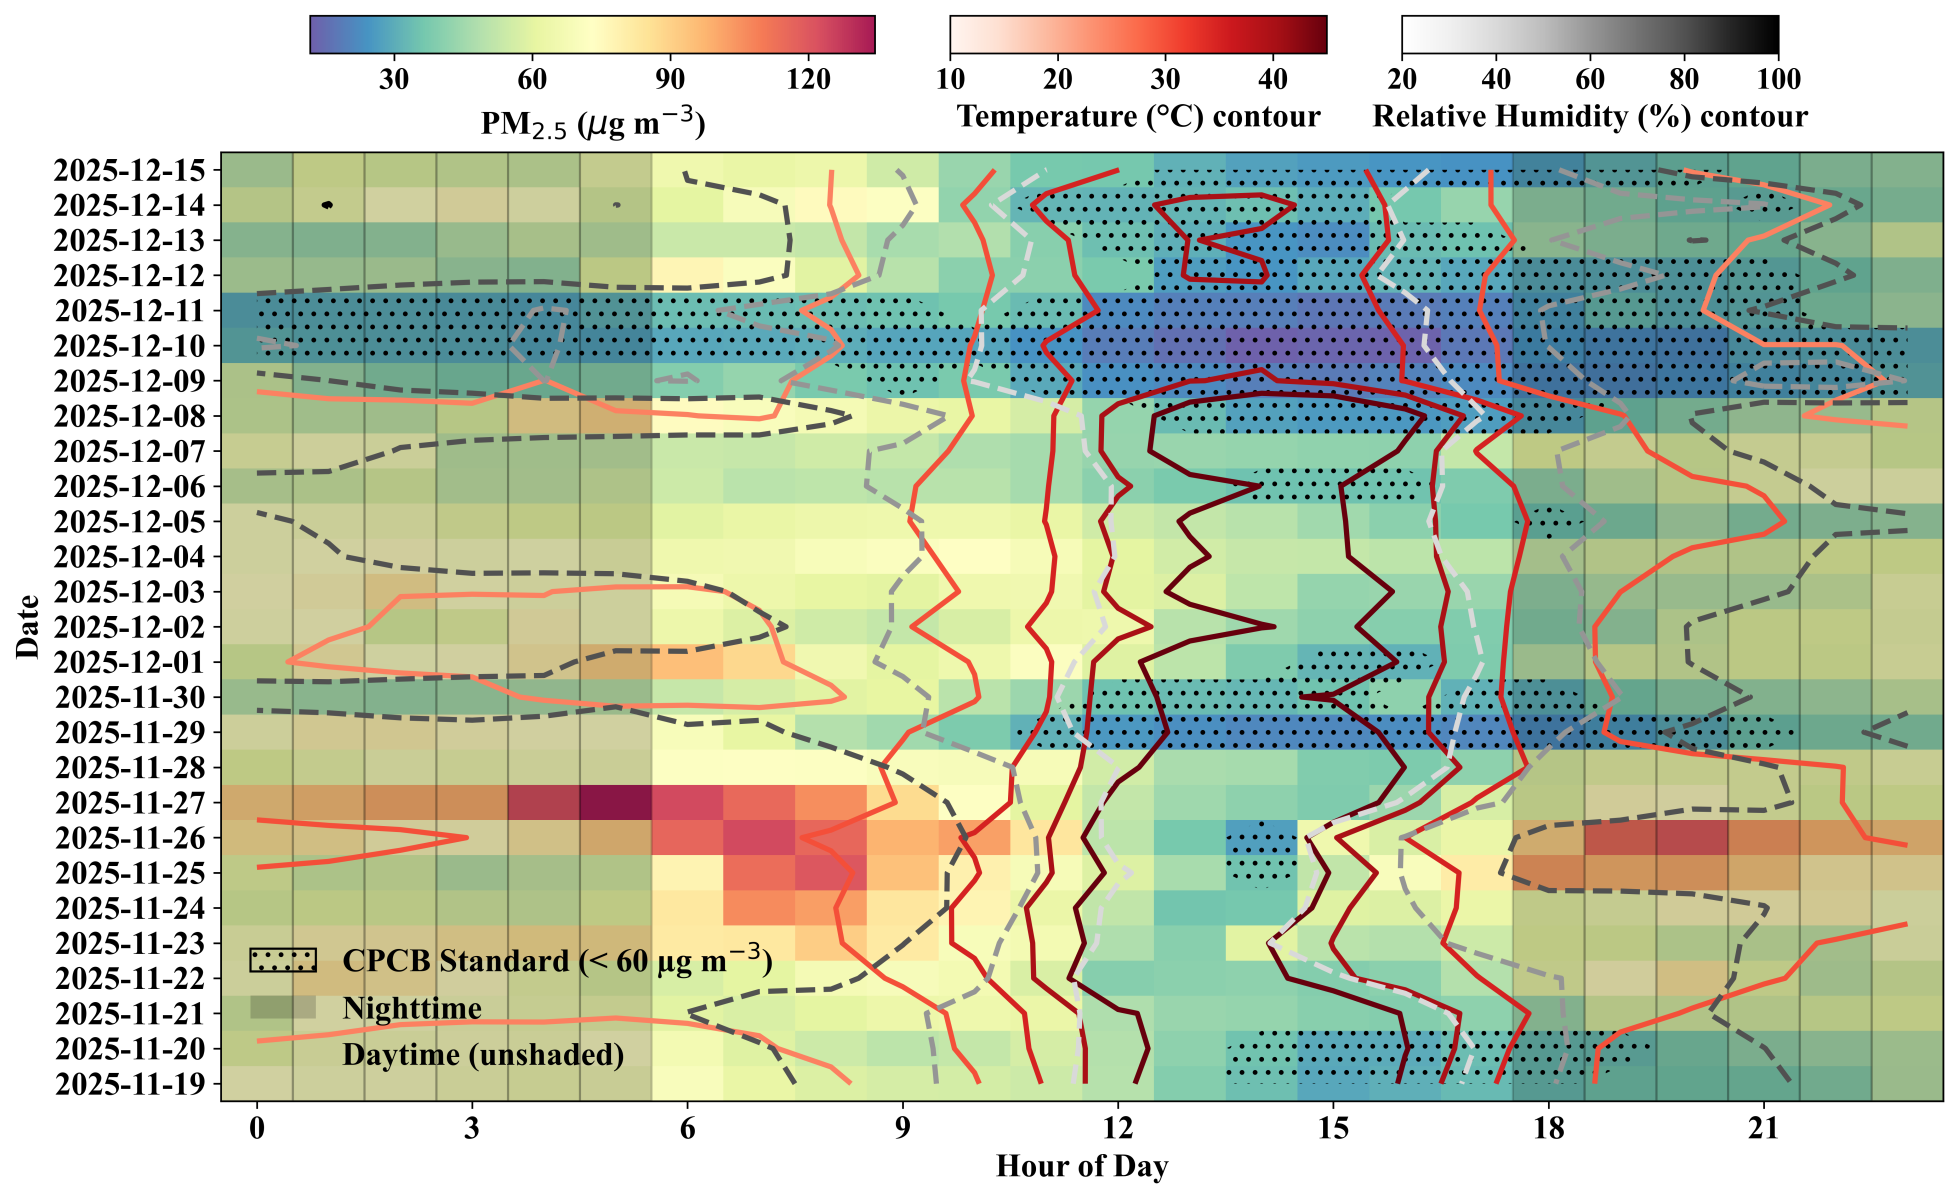 30 60 90 120
PM2.5 (μg m−3)
10 20 30 40
Temperature (°C) contour
20 40 60 80 100
Relative Humidity (%) contour
Date
2025-12-15
2025-12-14
2025-12-13
2025-12-12
2025-12-11
2025-12-10
2025-12-09
2025-12-08
2025-12-07
2025-12-06
2025-12-05
2025-12-04
2025-12-03
2025-12-02
2025-12-01
2025-11-30
2025-11-29
2025-11-28
2025-11-27
2025-11-26
2025-11-25
2025-11-24
2025-11-23
2025-11-22
2025-11-21
2025-11-20
2025-11-19
CPCB Standard (< 60 μg m−3)
Nighttime
Daytime (unshaded)
0 3 6 9 12 15 18 21
Hour of Day